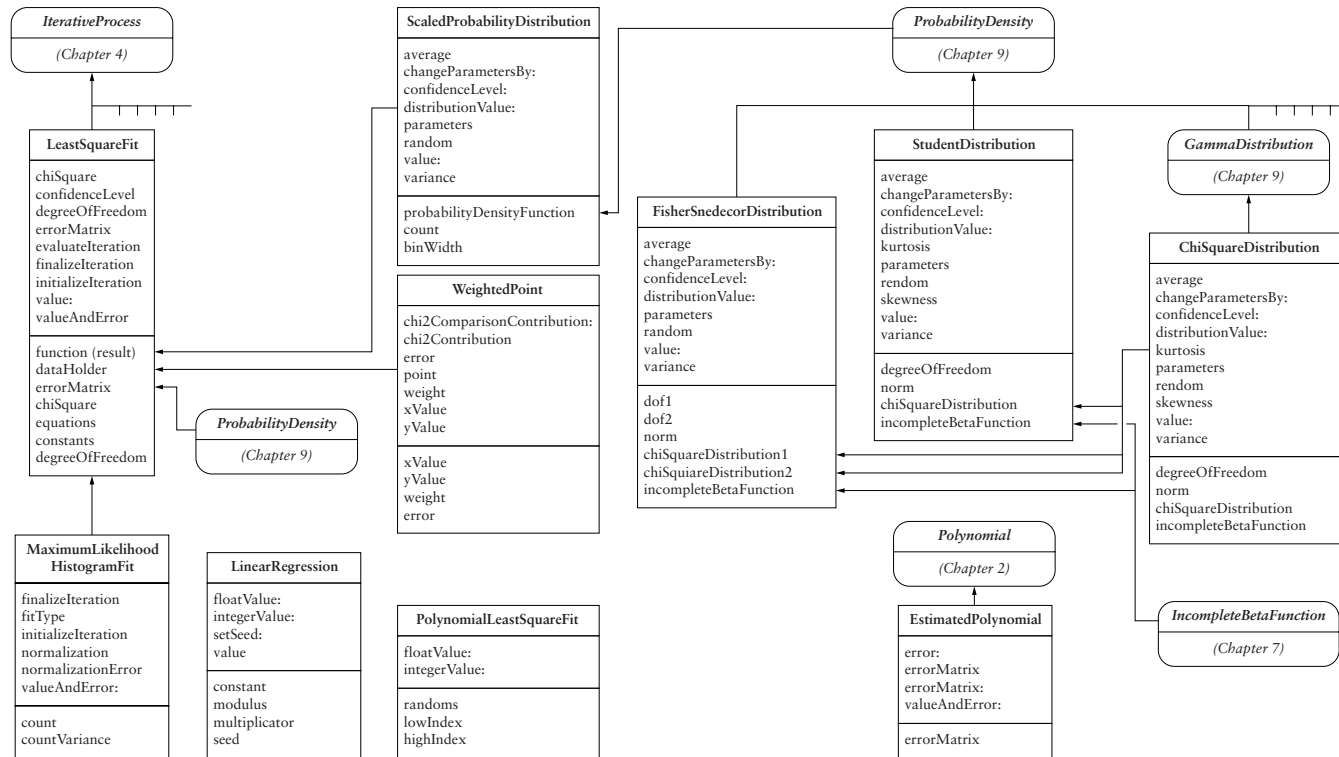 IterativeProcess
(Chapter 4)
LeastSquareFit
chiSquare
confidenceLevel
degreeOfFreedom
errorMatrix
evaluateIteration
finalizeIteration
initializeIteration
value:
valueAndError
function (result)
dataHolder
errorMatrix
chiSquare
equations
constants
degreeOfFreedom
MaximumLikelihood
HistogramFit
finalizeIteration
fitType
initializeIteration
normalization
normalizationError
valueAndError:
count
countVariance
ProbabilityDensity
(Chapter 9)
LinearRegression
floatValue:
integerValue:
setSeed:
value
constant
modulus
multiplicator
seed
ScaledProbabilityDistribution
average
changeParametersBy:
confidenceLevel:
distributionValue:
parameters
random
value:
variance
probabilityDensityFunction
count
binWidth
WeightedPoint
chi2ComparisonContribution:
chi2Contribution
error
point
weight
xValue
yValue
xValue
yValue
weight
error
PolynomialLeastSquareFit
floatValue:
integerValue:
randoms
lowIndex
highIndex
ProbabilityDensity
(Chapter 9)
FisherSnedecorDistribution
average
changeParametersBy:
confidenceLevel:
distributionValue:
parameters
random
value:
variance
dof1
dof2
norm
chiSquareDistribution1
chiSquiareDistribution2
incompleteBetaFunction
StudentDistribution
average
changeParametersBy:
confidenceLevel:
distributionValue:
kurtosis
parameters
rendom
skewness
value:
variance
degreeOfFreedom
norm
chiSquareDistribution
incompleteBetaFunction
Polynomial
(Chapter 2)
EstimatedPolynomial
error:
errorMatrix
errorMatrix:
valueAndError:
errorMatrix
GammaDistribution
(Chapter 9)
ChiSquareDistribution
average
changeParametersBy:
confidenceLevel:
distributionValue:
kurtosis
parameters
rendom
skewness
value:
variance
degreeOfFreedom
norm
chiSquareDistribution
incompleteBetaFunction
IncompleteBetaFunction
(Chapter 7)